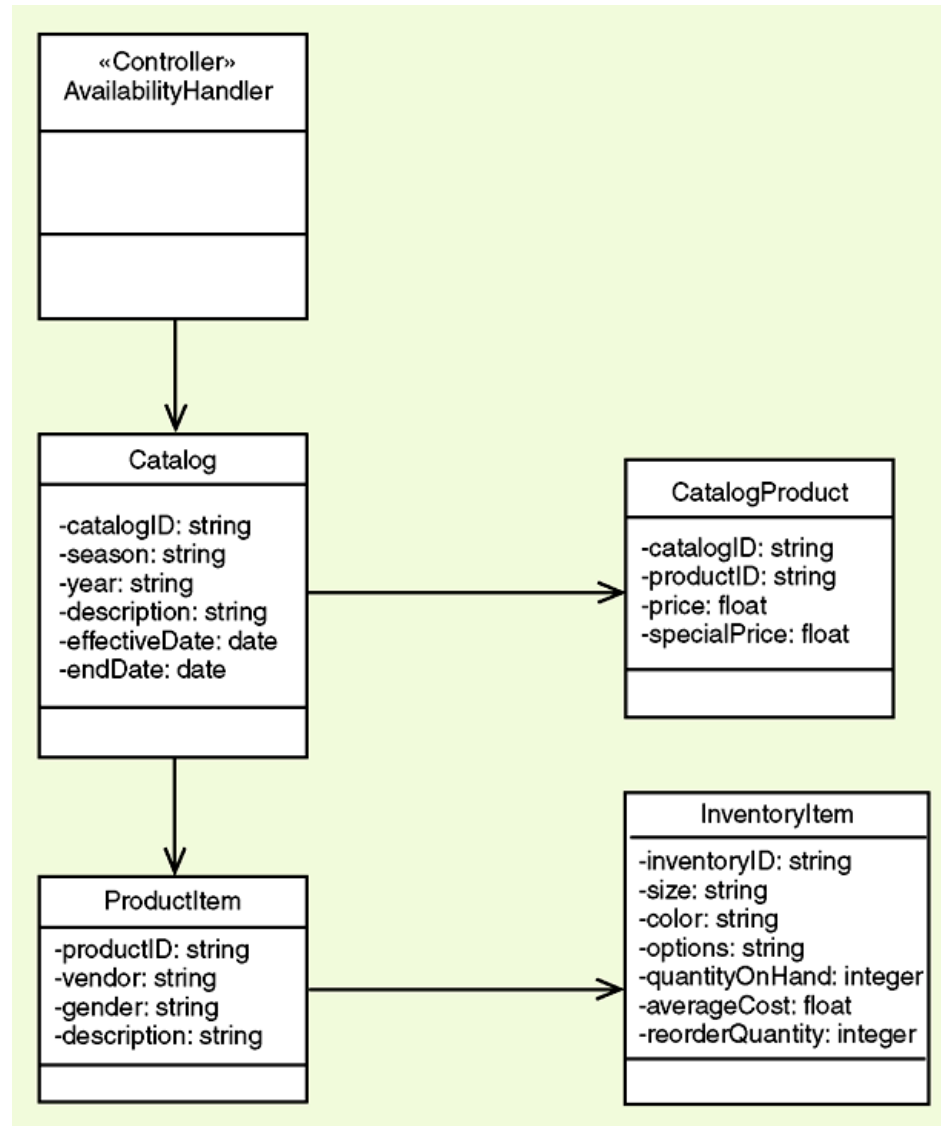 «Controller»
AvailabilityHandler
Catalog
-catalogID: string
-season: string
-year: string
-description: string
-effectiveDate: date
-endDate: date
CatalogProduct
-catalogID: string
-productID: string
-price: float
-specialPrice: float
ProductItem
-productID: string
-vendor: string
-gender: string
-description: string
InventoryItem
-inventoryID: string
-size: string
-color: string
-options: string
-quantityOnHand: integer
-averageCost: float
-reorderQuantity: integer